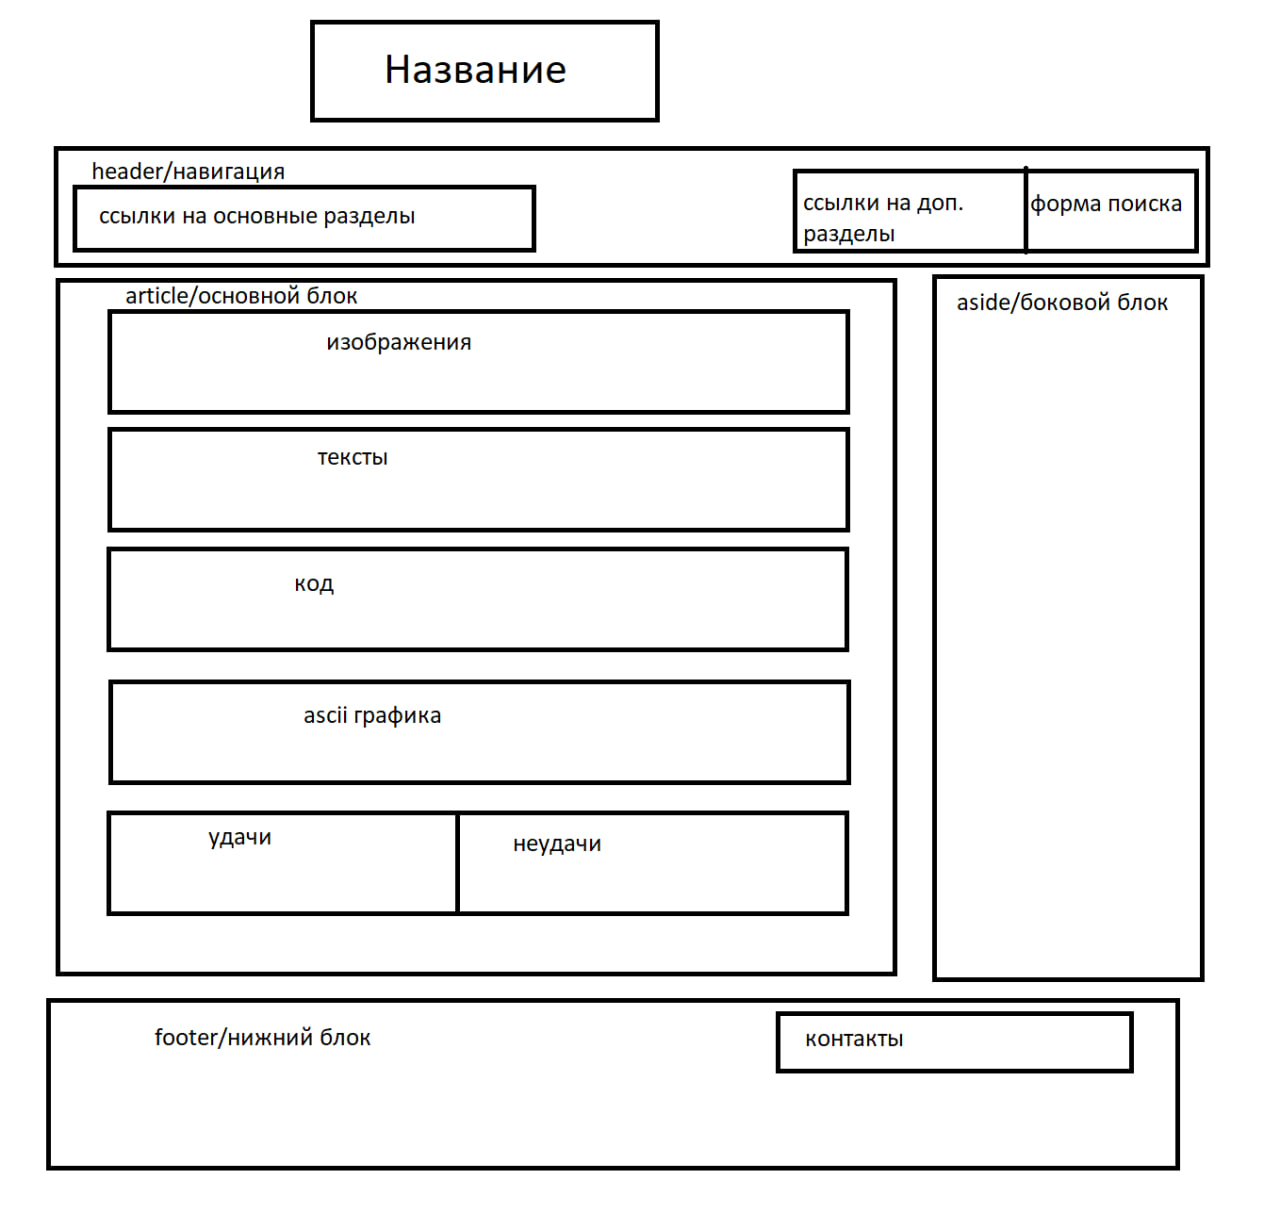 Название
header/навигация
ссылки на основные разделы
ссылки на доп.
разделы
форма поиска
article/основной блок
изображения
тексты
код
ascii графика
удачи
неудачи
aside/боковой блок
footer/нижний блок
контакты